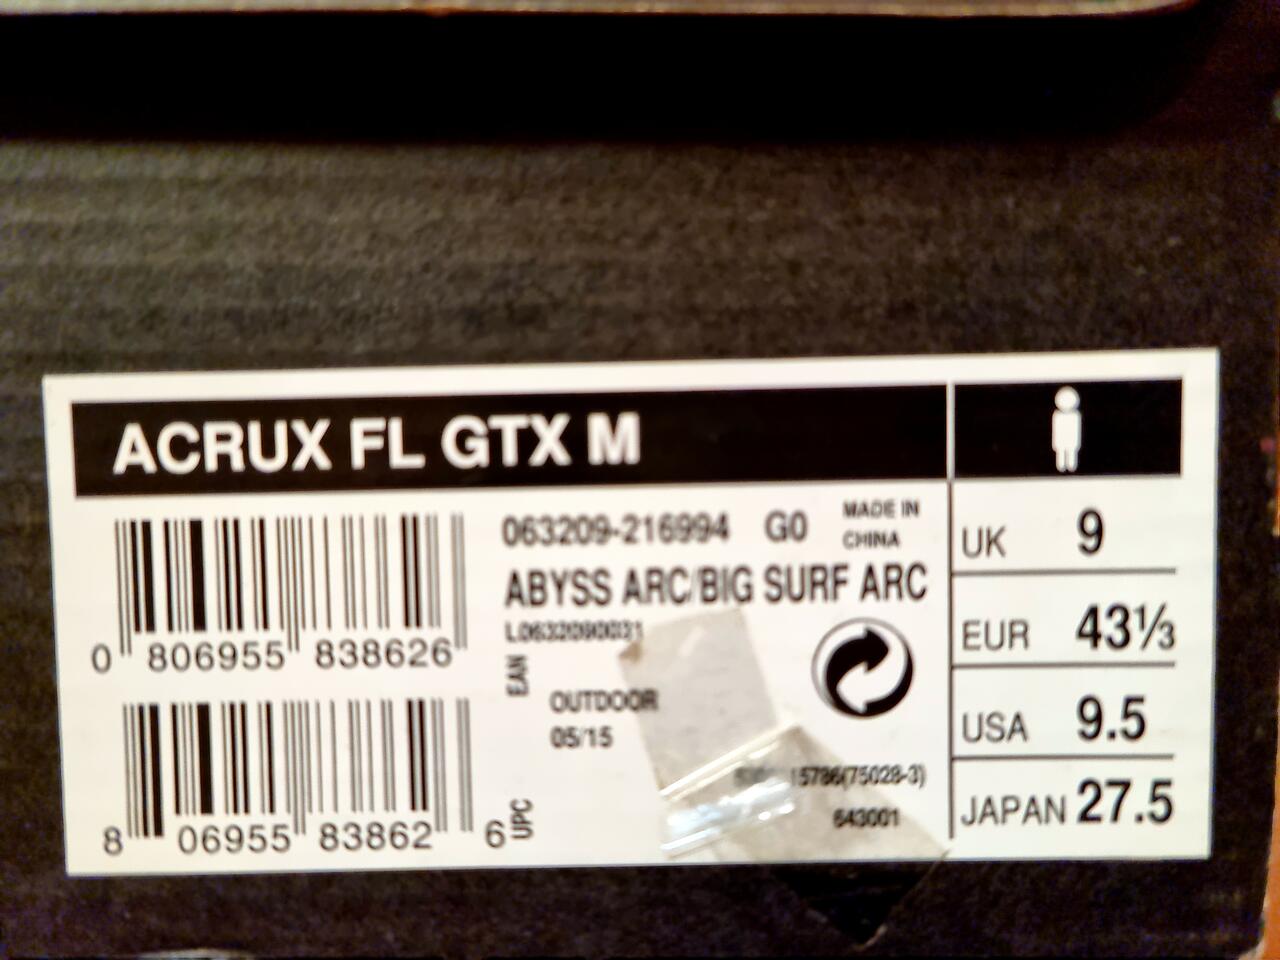 ACRUX FL GTX M
063209-216994 G0
MADE IN
CHINA
ABYSS ARC/BIG SURF ARC
L0632090031
EAN
0 806955 838626
OUTDOOR
05/15
15786(75028-3)
643001
8 06955 83862 6
UPC
UK 9
EUR 43⅓
USA 9.5
JAPAN 27.5